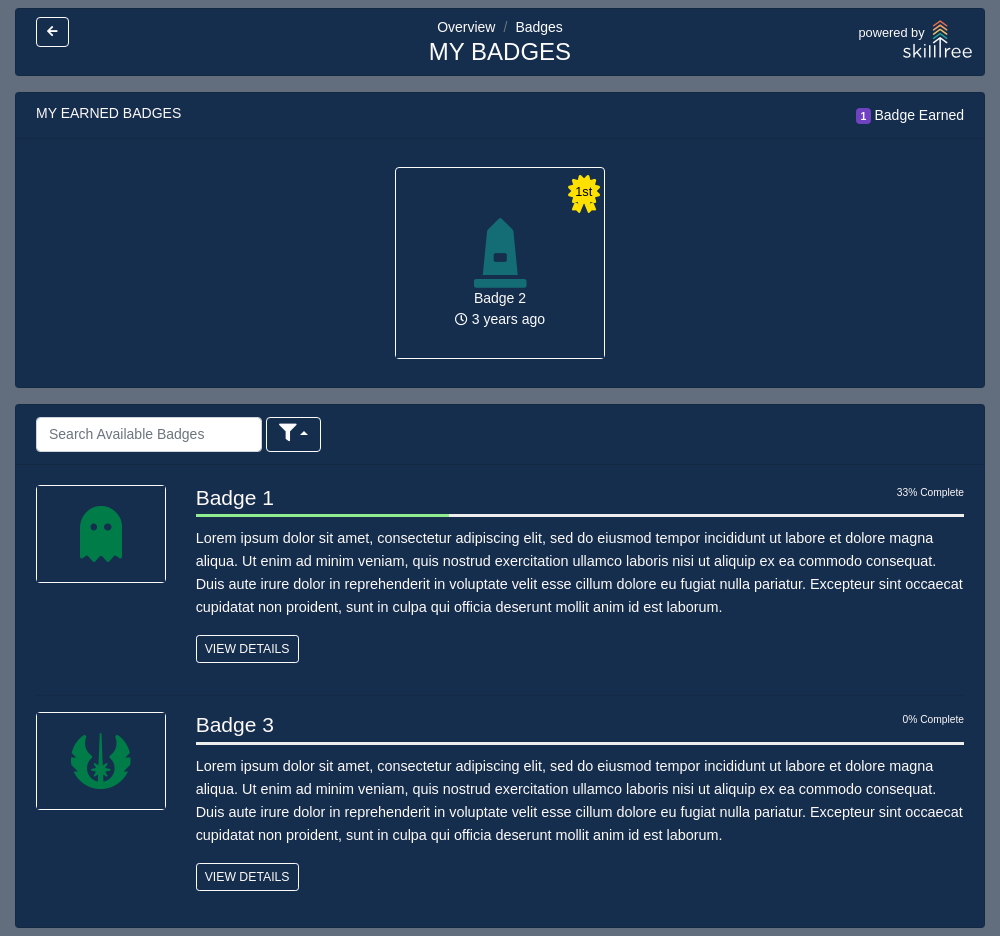 Overview / Badges
MY BADGES
powered by
skilltree
MY EARNED BADGES
1 Badge Earned
1st
Badge 2
3 years ago
Search Available Badges
Badge 1
33% Complete
Lorem ipsum dolor sit amet, consectetur adipiscing elit, sed do eiusmod tempor incididunt ut labore et dolore magna
aliqua. Ut enim ad minim veniam, quis nostrud exercitation ullamco laboris nisi ut aliquip ex ea commodo consequat.
Duis aute irure dolor in reprehenderit in voluptate velit esse cillum dolore eu fugiat nulla pariatur. Excepteur sint occaecat
cupidatat non proident, sunt in culpa qui officia deserunt mollit anim id est laborum.
VIEW DETAILS
Badge 3
0% Complete
Lorem ipsum dolor sit amet, consectetur adipiscing elit, sed do eiusmod tempor incididunt ut labore et dolore magna
aliqua. Ut enim ad minim veniam, quis nostrud exercitation ullamco laboris nisi ut aliquip ex ea commodo consequat.
Duis aute irure dolor in reprehenderit in voluptate velit esse cillum dolore eu fugiat nulla pariatur. Excepteur sint occaecat
cupidatat non proident, sunt in culpa qui officia deserunt mollit anim id est laborum.
VIEW DETAILS